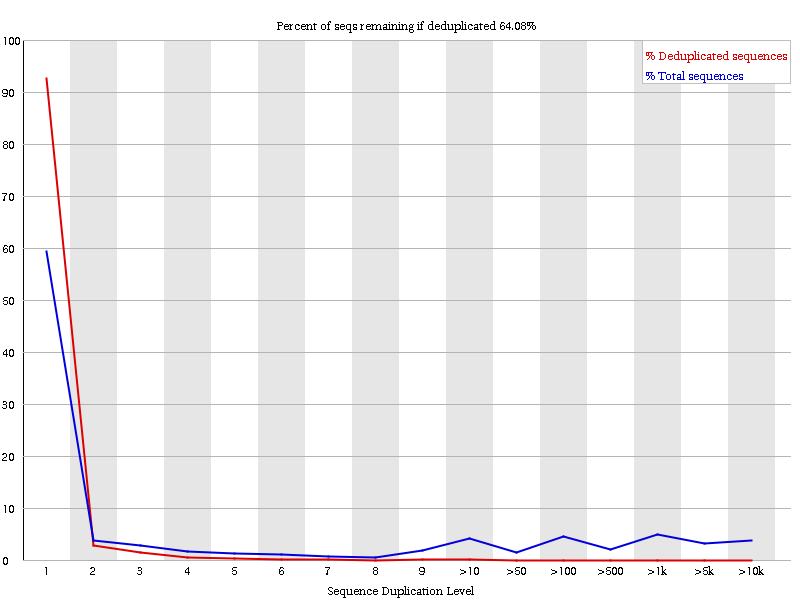 Percent of seqs remaining if deduplicated 64.08%
% Deduplicated sequences
% Total sequences
100
90
80
70
60
50
40
30
20
10
0
1 2 3 4 5 6 7 8 9 >10 >50 >100 >500 >1k >5k >10k
Sequence Duplication Level